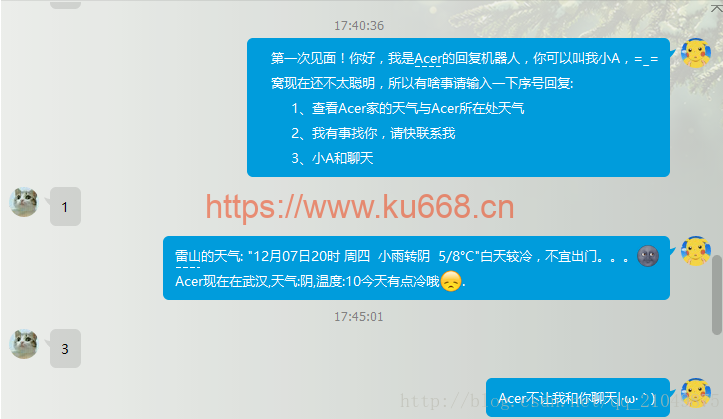 17:40:36
第一次见面！你好，我是Acer的回复机器人，你可以叫我小A，=_=
窝现在还不太聪明，所以有啥事请输入一下序号回复:
1、查看Acer家的天气与Acer所在处天气
2、我有事找你，请快联系我
3、小A和聊天
1
https://www.ku668.cn
雷山的天气: "12月07日20时 周四 小雨转阴 5/8℃"白天较冷，不宜出门。。。
Acer现在在武汉,天气:阴,温度:10今天有点冷哦.
17:45:01
3
Acer不让我和你聊天|·ω·｀)